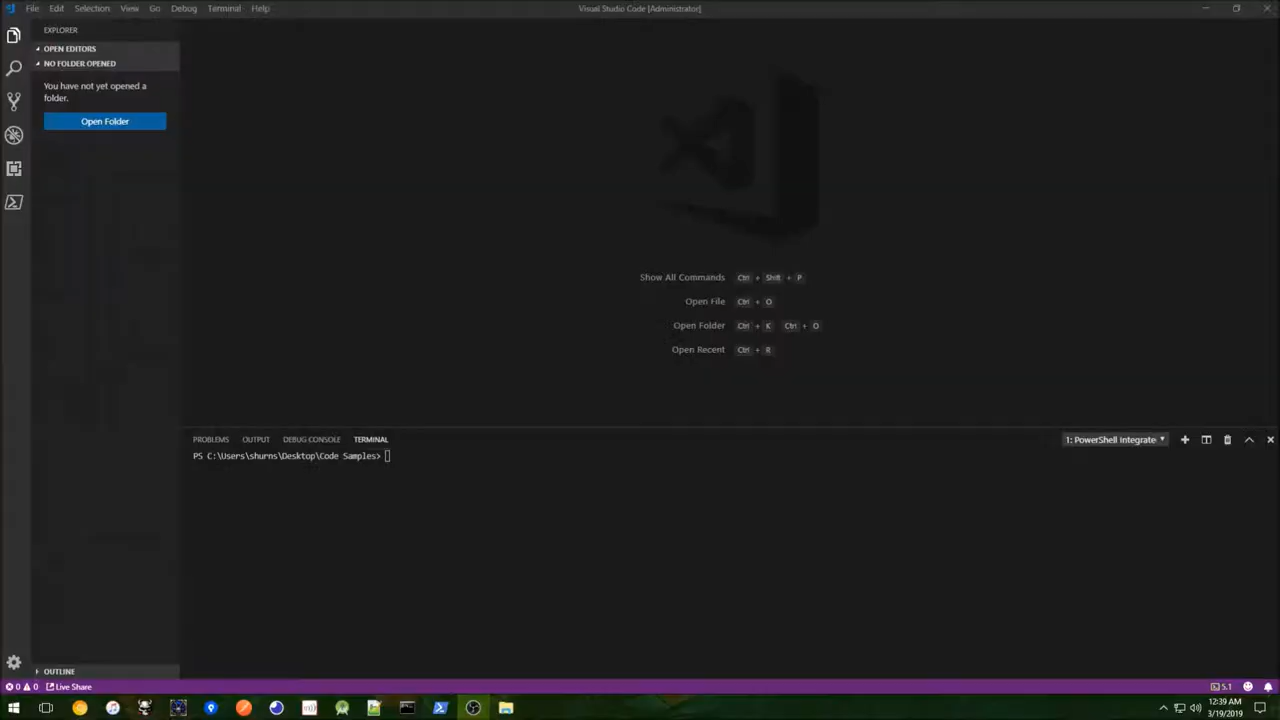 File Edit Selection View Go Debug Terminal Help
Visual Studio Code [Administrator]
EXPLORER
OPEN EDITORS
NO FOLDER OPENED
You have not yet opened a
folder.
Open Folder
Show All Commands Ctrl + Shift + P
Open File Ctrl + O
Open Folder Ctrl + K Ctrl + O
Open Recent Ctrl + R
PROBLEMS OUTPUT DEBUG CONSOLE TERMINAL
1: PowerShell Integrate
PS C:\Users\shurns\Desktop\Code Samples>
OUTLINE
0 0 Live Share
5.1
12:39 AM
3/19/2019